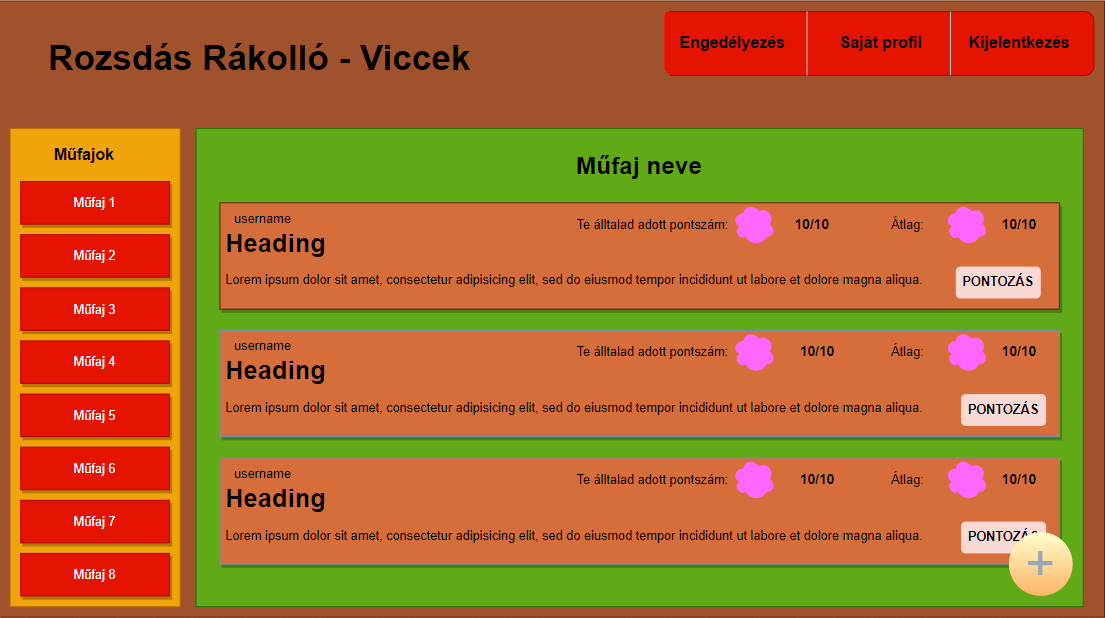 Rozsdás Rákolló - Viccek
Engedélyezés
Saját profil
Kijelentkezés
Műfajok
Műfaj 1
Műfaj 2
Műfaj 3
Műfaj 4
Műfaj 5
Műfaj 6
Műfaj 7
Műfaj 8
Műfaj neve
username
Te álltalad adott pontszám: 10/10 Átlag: 10/10
Heading
Lorem ipsum dolor sit amet, consectetur adipisicing elit, sed do eiusmod tempor incididunt ut labore et dolore magna aliqua.
PONTOZÁS
username
Te álltalad adott pontszám: 10/10 Átlag: 10/10
Heading
Lorem ipsum dolor sit amet, consectetur adipisicing elit, sed do eiusmod tempor incididunt ut labore et dolore magna aliqua.
PONTOZÁS
username
Te álltalad adott pontszám: 10/10 Átlag: 10/10
Heading
Lorem ipsum dolor sit amet, consectetur adipisicing elit, sed do eiusmod tempor incididunt ut labore et dolore magna aliqua.
PONTOZÁS
+